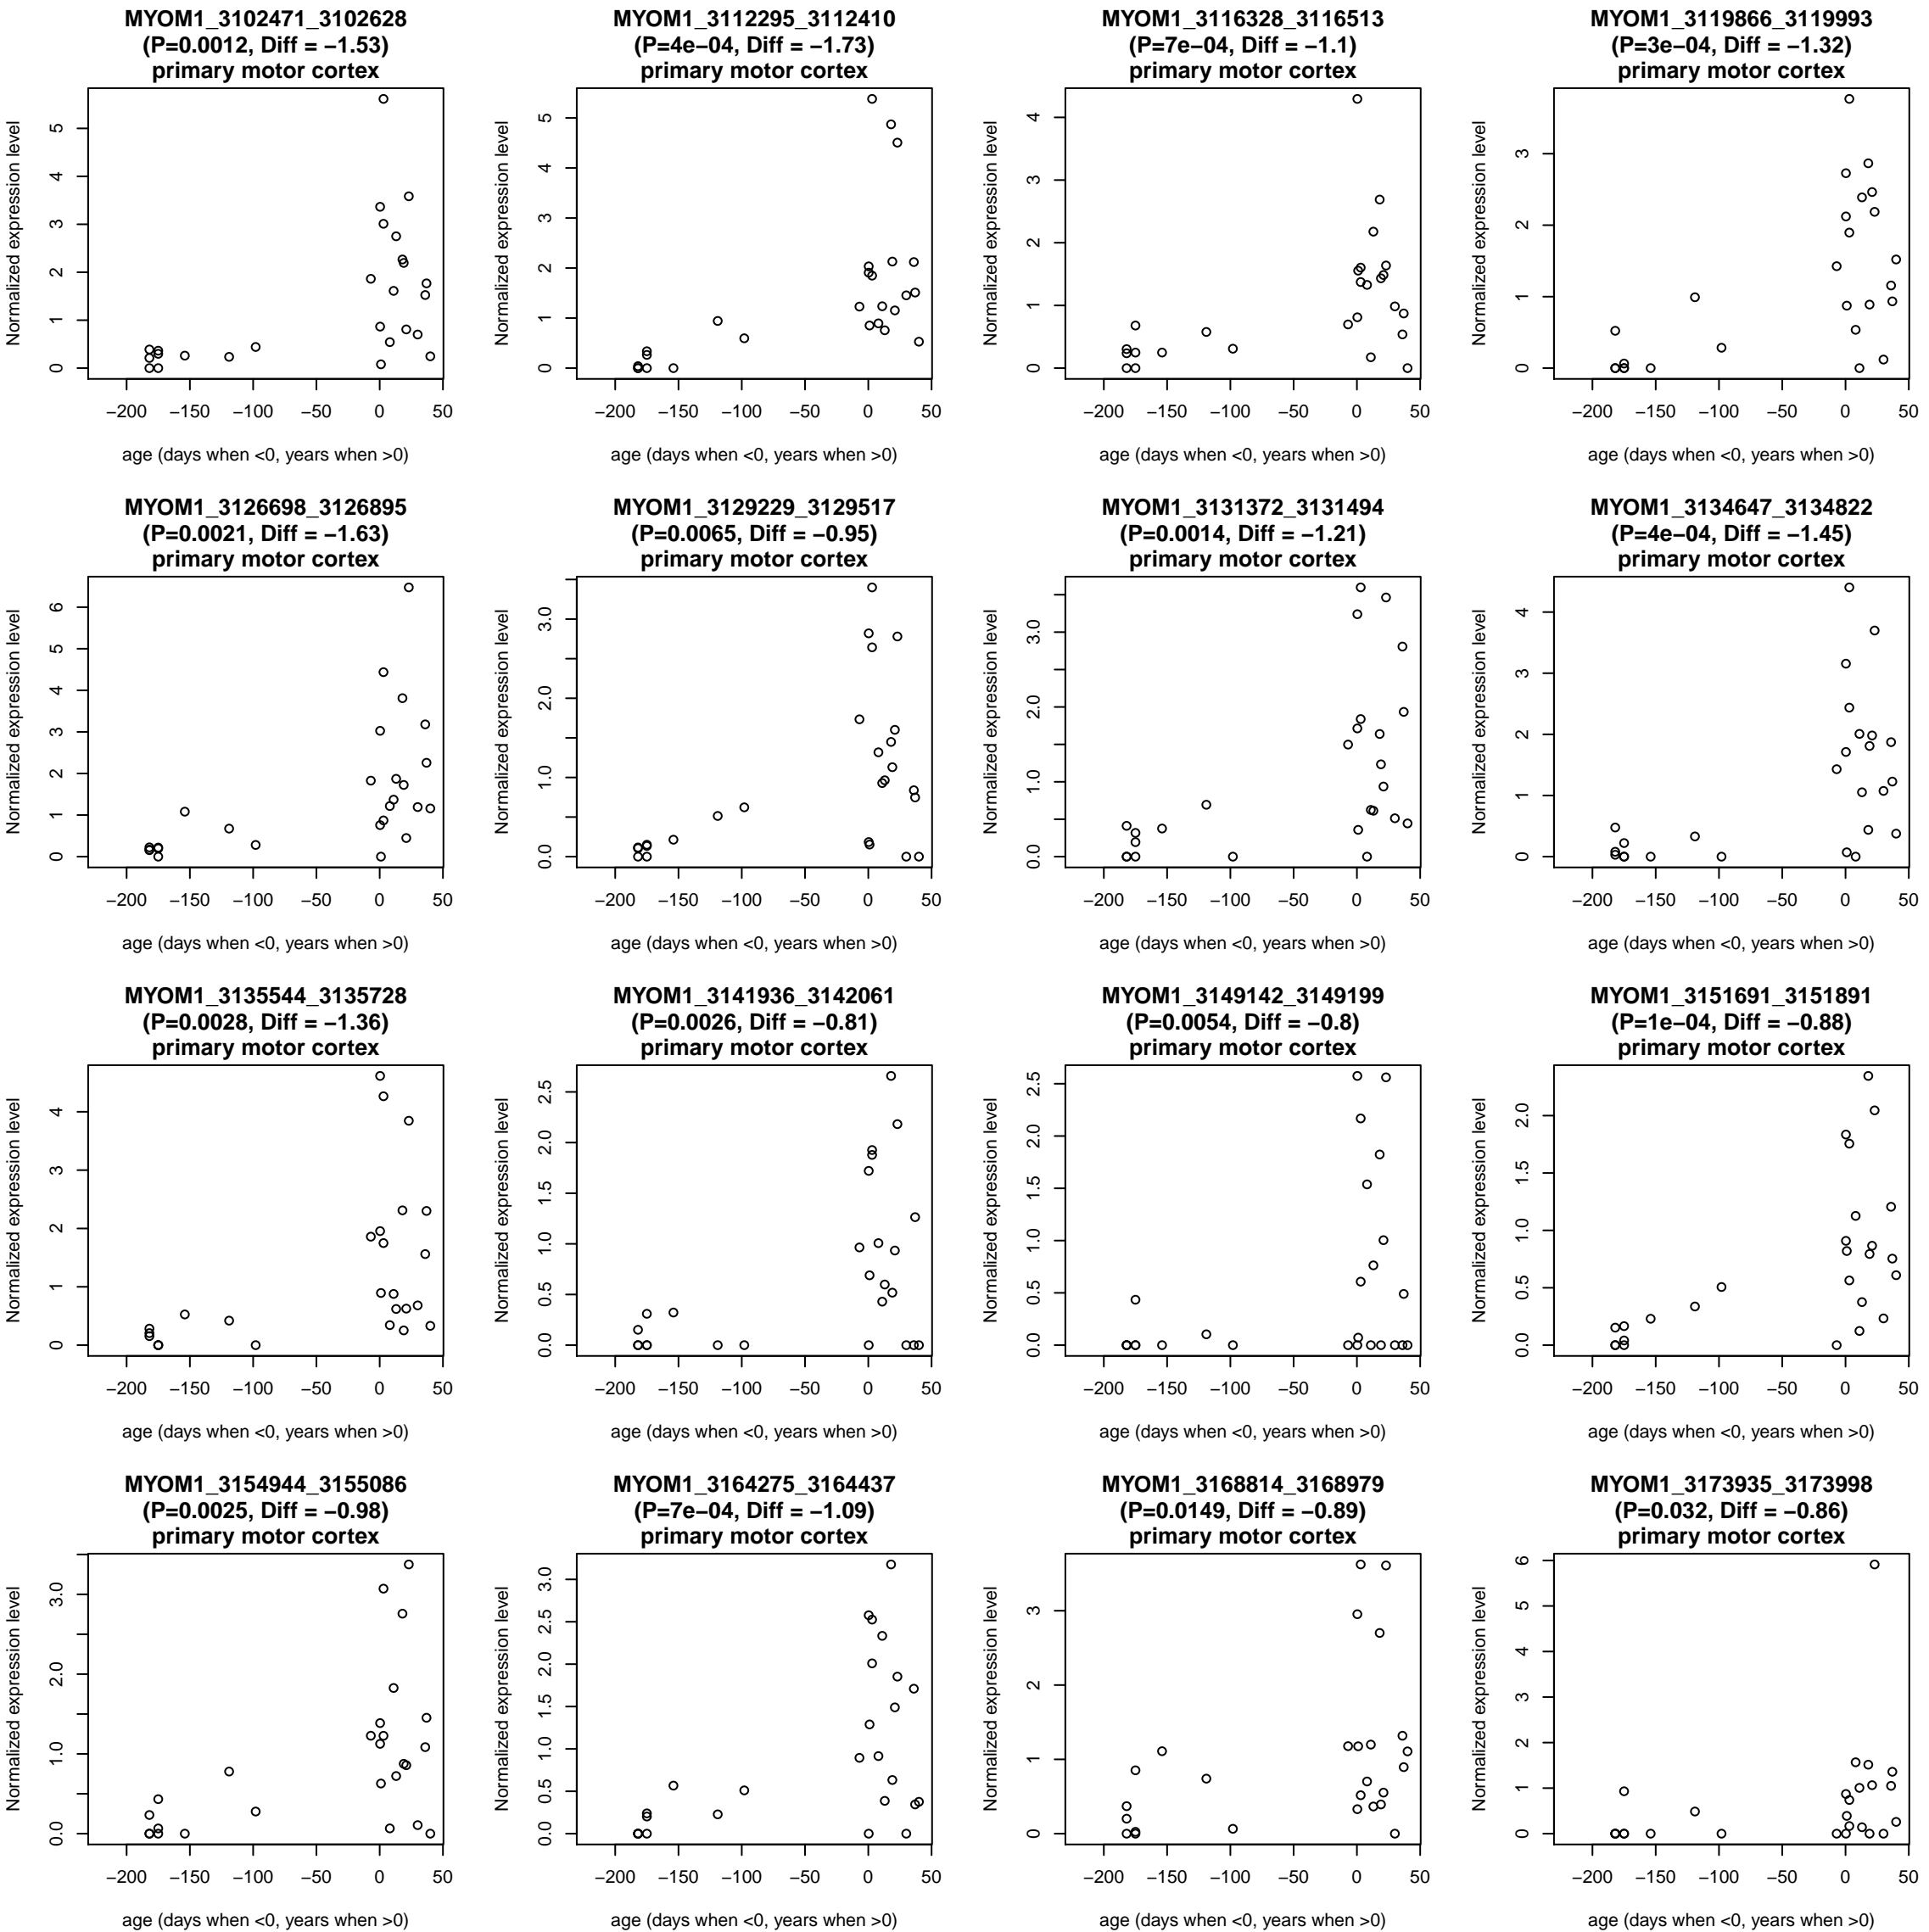 MYOM1_3102471_3102628
(P=0.0012, Diff = −1.53)
primary motor cortex
Normalized expression level
0 1 2 3 4 5
−200 −150 −100 −50 0 50
age (days when <0, years when >0)
MYOM1_3112295_3112410
(P=4e−04, Diff = −1.73)
primary motor cortex
Normalized expression level
0 1 2 3 4 5
−200 −150 −100 −50 0 50
age (days when <0, years when >0)
MYOM1_3116328_3116513
(P=7e−04, Diff = −1.1)
primary motor cortex
Normalized expression level
0 1 2 3 4
−200 −150 −100 −50 0 50
age (days when <0, years when >0)
MYOM1_3119866_3119993
(P=3e−04, Diff = −1.32)
primary motor cortex
Normalized expression level
0 1 2 3
−200 −150 −100 −50 0 50
age (days when <0, years when >0)
MYOM1_3126698_3126895
(P=0.0021, Diff = −1.63)
primary motor cortex
Normalized expression level
0 1 2 3 4 5 6
−200 −150 −100 −50 0 50
age (days when <0, years when >0)
MYOM1_3129229_3129517
(P=0.0065, Diff = −0.95)
primary motor cortex
Normalized expression level
0.0 1.0 2.0 3.0
−200 −150 −100 −50 0 50
age (days when <0, years when >0)
MYOM1_3131372_3131494
(P=0.0014, Diff = −1.21)
primary motor cortex
Normalized expression level
0.0 1.0 2.0 3.0
−200 −150 −100 −50 0 50
age (days when <0, years when >0)
MYOM1_3134647_3134822
(P=4e−04, Diff = −1.45)
primary motor cortex
Normalized expression level
0 1 2 3 4
−200 −150 −100 −50 0 50
age (days when <0, years when >0)
MYOM1_3135544_3135728
(P=0.0028, Diff = −1.36)
primary motor cortex
Normalized expression level
0 1 2 3 4
−200 −150 −100 −50 0 50
age (days when <0, years when >0)
MYOM1_3141936_3142061
(P=0.0026, Diff = −0.81)
primary motor cortex
Normalized expression level
0.0 0.5 1.0 1.5 2.0 2.5
−200 −150 −100 −50 0 50
age (days when <0, years when >0)
MYOM1_3149142_3149199
(P=0.0054, Diff = −0.8)
primary motor cortex
Normalized expression level
0.0 0.5 1.0 1.5 2.0 2.5
−200 −150 −100 −50 0 50
age (days when <0, years when >0)
MYOM1_3151691_3151891
(P=1e−04, Diff = −0.88)
primary motor cortex
Normalized expression level
0.0 0.5 1.0 1.5 2.0
−200 −150 −100 −50 0 50
age (days when <0, years when >0)
MYOM1_3154944_3155086
(P=0.0025, Diff = −0.98)
primary motor cortex
Normalized expression level
0.0 1.0 2.0 3.0
−200 −150 −100 −50 0 50
age (days when <0, years when >0)
MYOM1_3164275_3164437
(P=7e−04, Diff = −1.09)
primary motor cortex
Normalized expression level
0.0 0.5 1.0 1.5 2.0 2.5 3.0
−200 −150 −100 −50 0 50
age (days when <0, years when >0)
MYOM1_3168814_3168979
(P=0.0149, Diff = −0.89)
primary motor cortex
Normalized expression level
0 1 2 3
−200 −150 −100 −50 0 50
age (days when <0, years when >0)
MYOM1_3173935_3173998
(P=0.032, Diff = −0.86)
primary motor cortex
Normalized expression level
0 1 2 3 4 5 6
−200 −150 −100 −50 0 50
age (days when <0, years when >0)